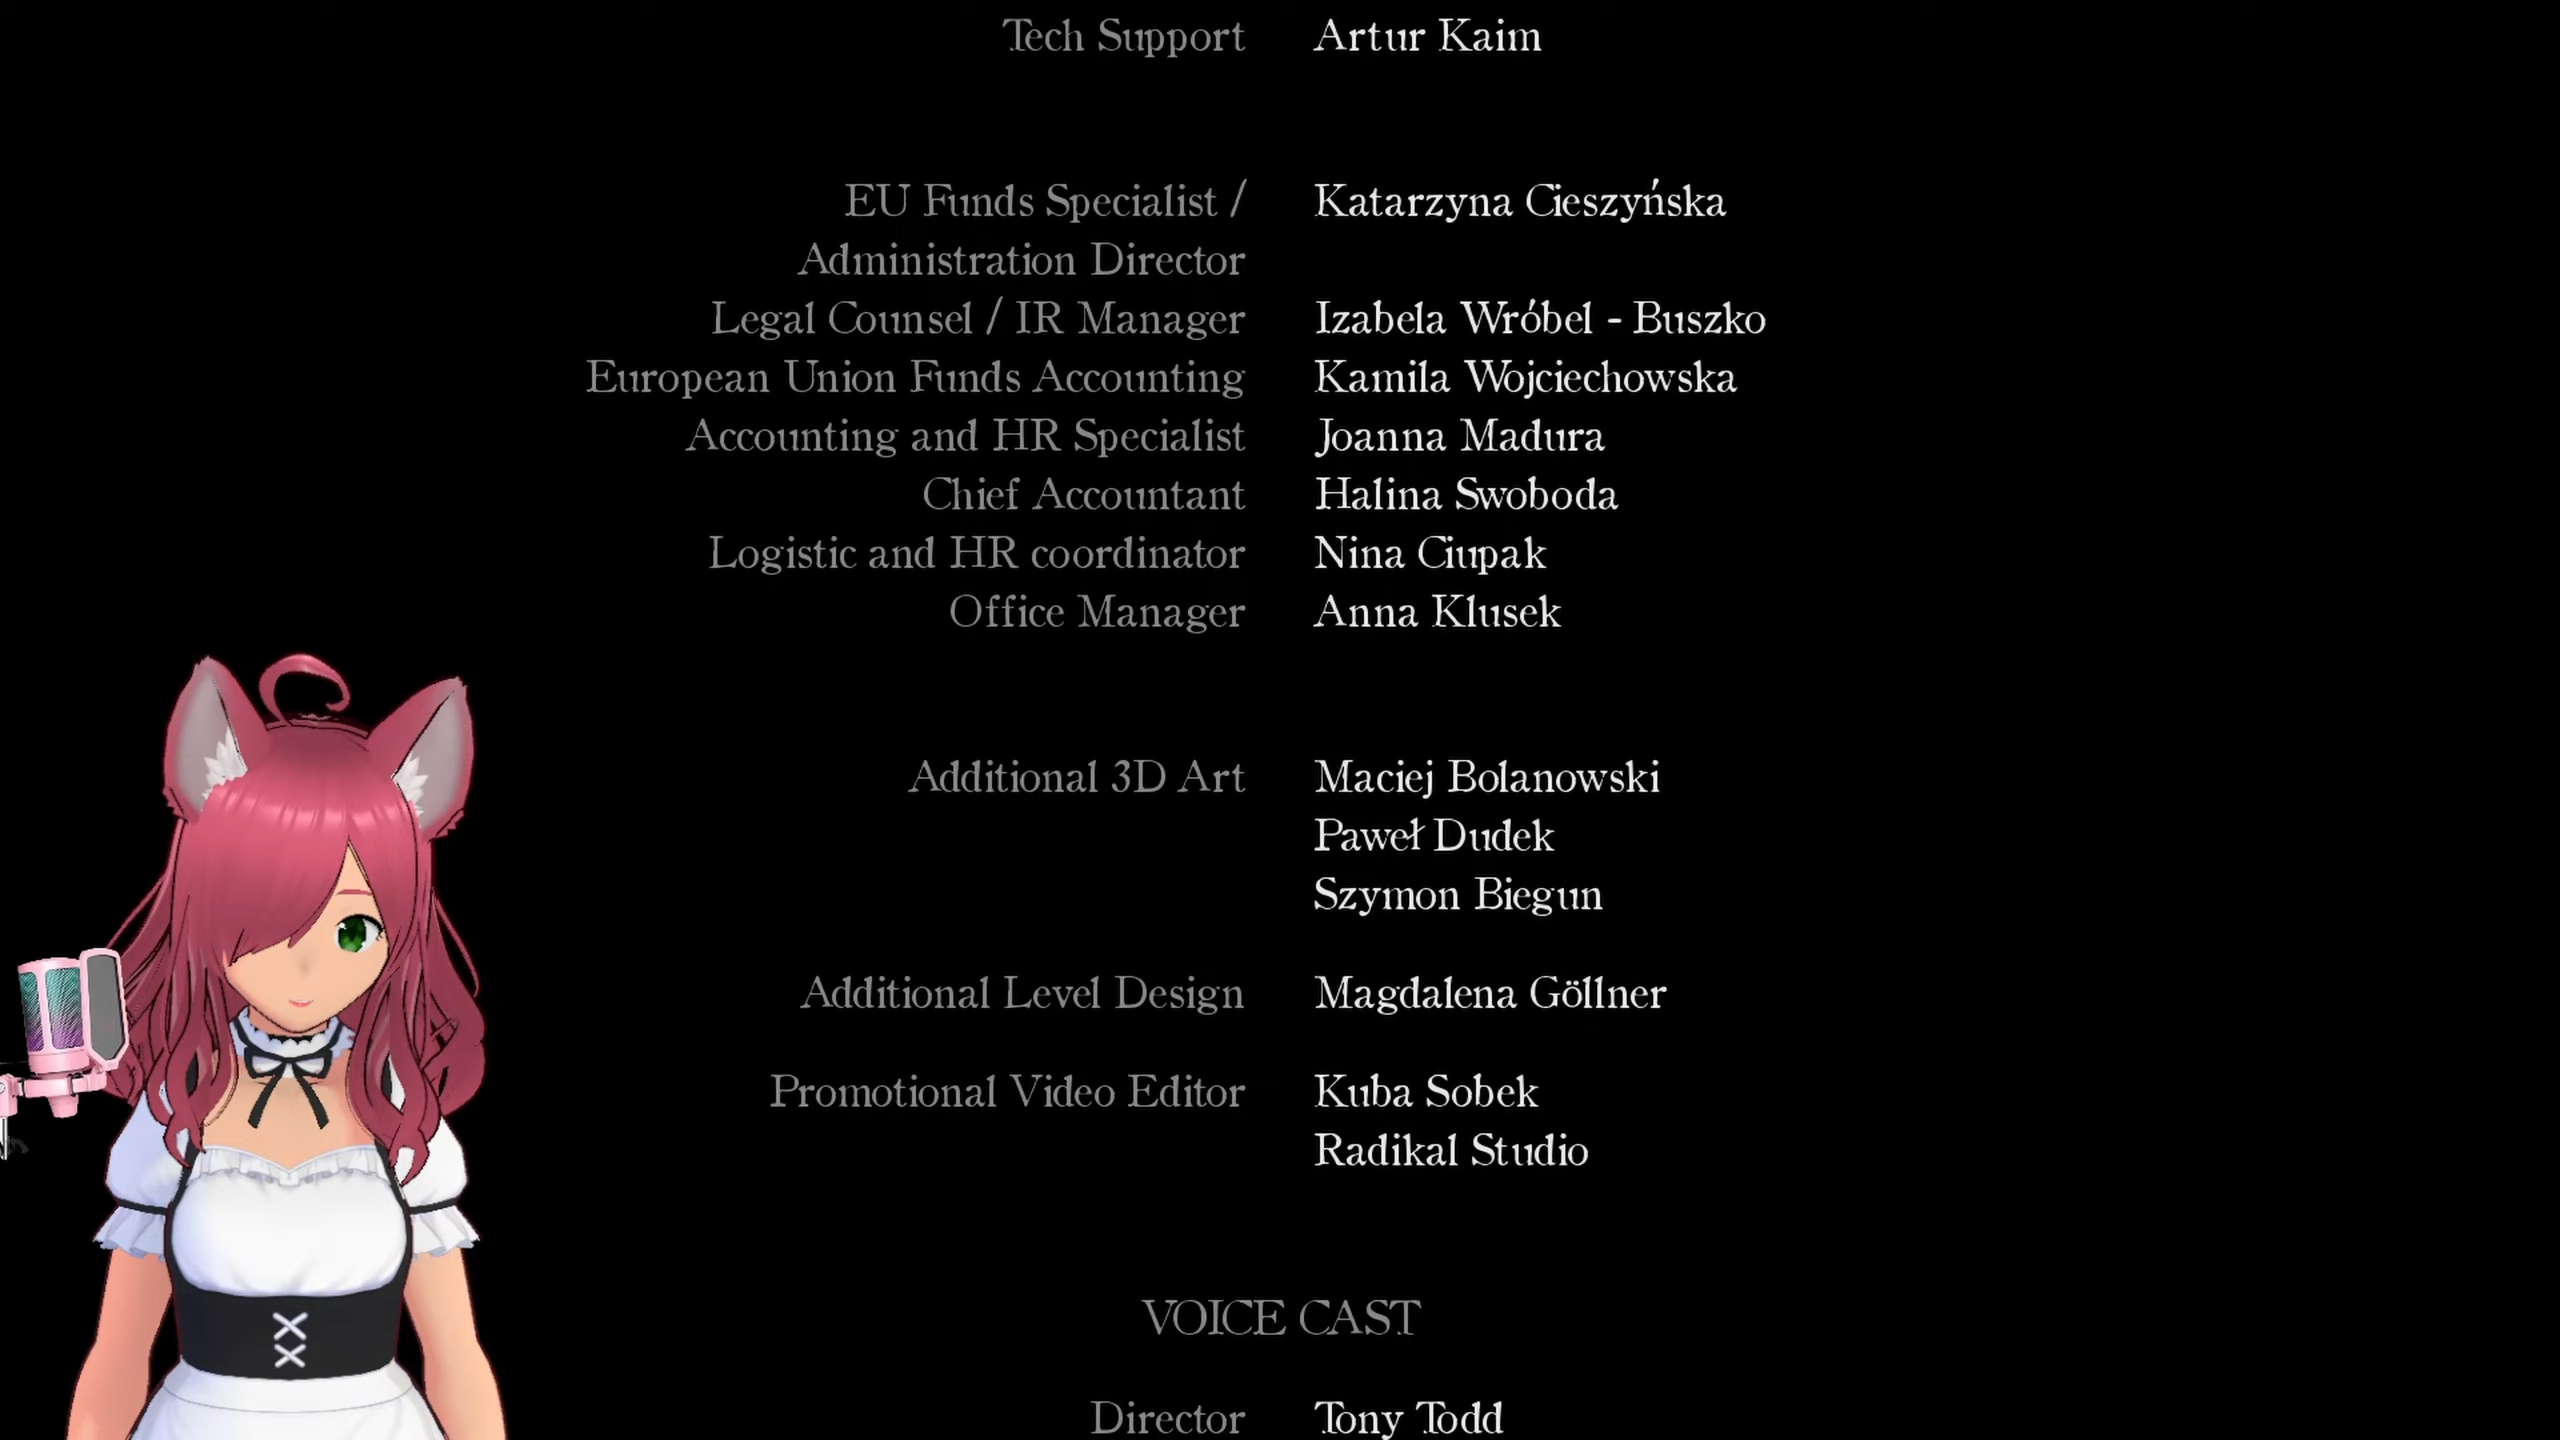 Tech Support Artur Kaim
EU Funds Specialist / Katarzyna Cieszyńska
Administration Director
Legal Counsel / IR Manager Izabela Wróbel - Buszko
European Union Funds Accounting Kamila Wojciechowska
Accounting and HR Specialist Joanna Madura
Chief Accountant Halina Swoboda
Logistic and HR coordinator Nina Ciupak
Office Manager Anna Klusek
Additional 3D Art Maciej Bolanowski
Paweł Dudek
Szymon Biegun
Additional Level Design Magdalena Göllner
Promotional Video Editor Kuba Sobek
Radikal Studio
VOICE CAST
Director Tony Todd